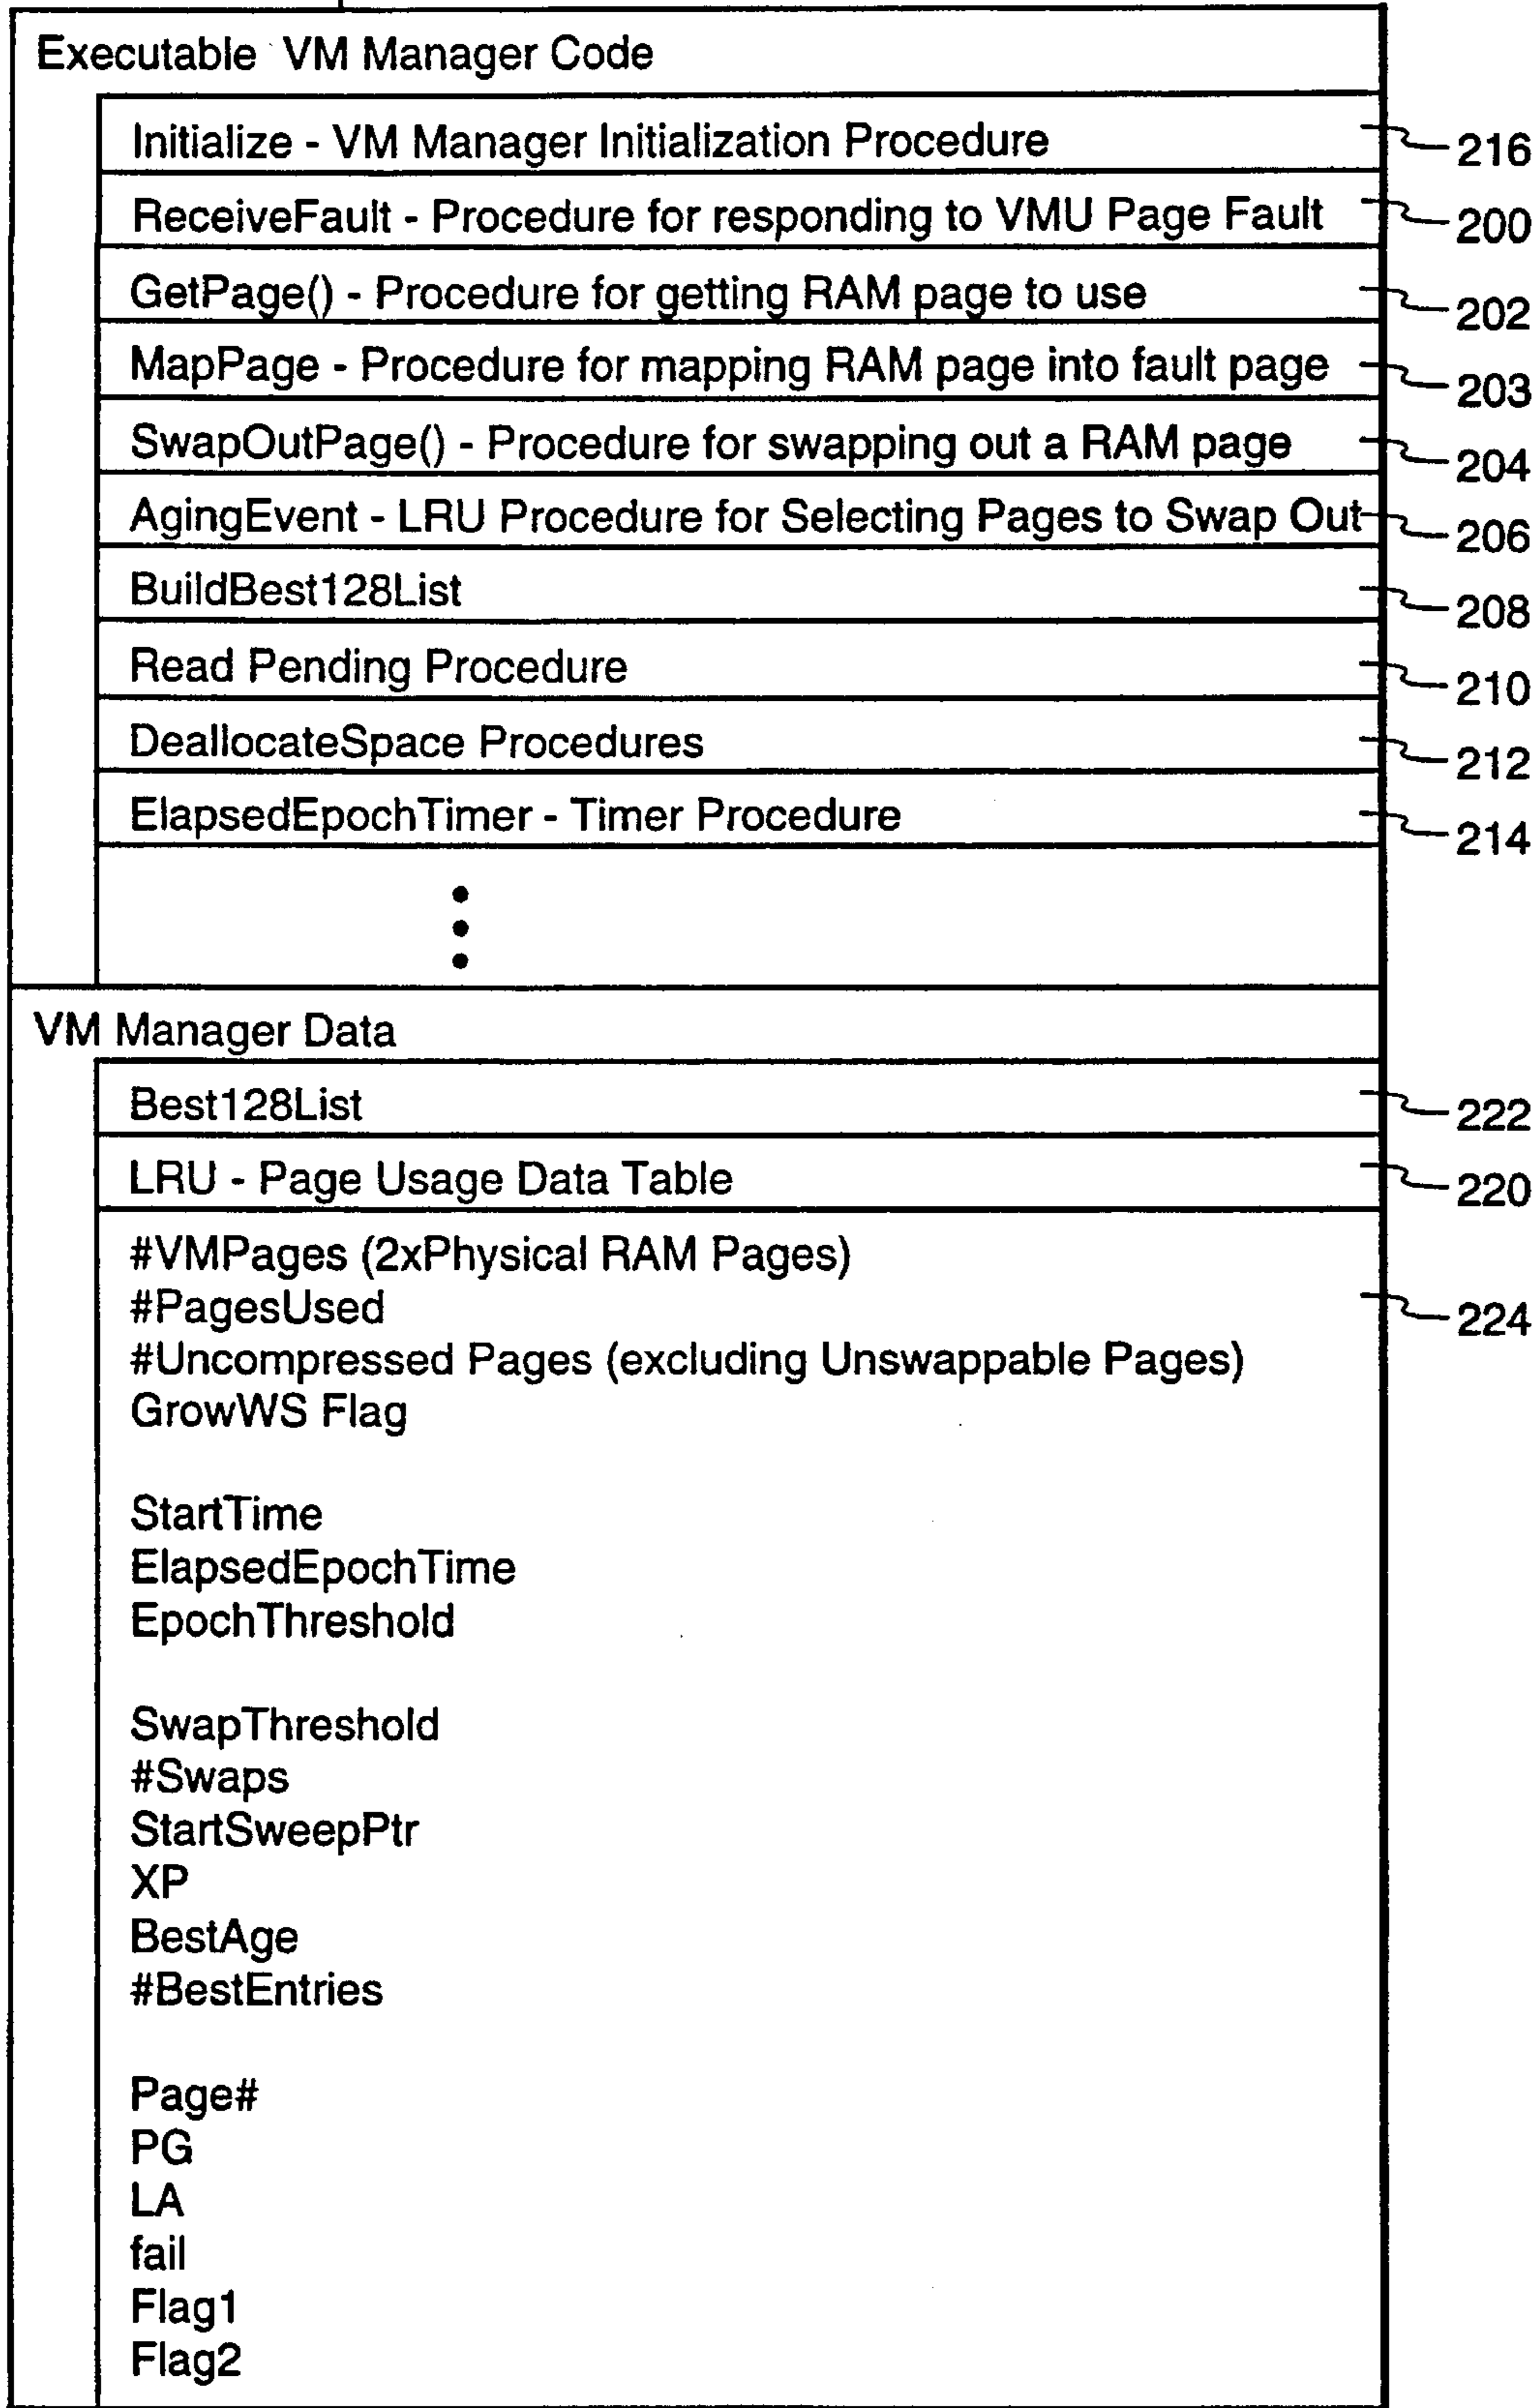 Executable VM Manager Code
Initialize - VM Manager Initialization Procedure
216
ReceiveFault - Procedure for responding to VMU Page Fault
200
GetPage() - Procedure for getting RAM page to use
202
MapPage - Procedure for mapping RAM page into fault page
203
SwapOutPage() - Procedure for swapping out a RAM page
204
AgingEvent - LRU Procedure for Selecting Pages to Swap Out
206
BuildBest128List
208
Read Pending Procedure
210
DeallocateSpace Procedures
212
ElapsedEpochTimer - Timer Procedure
214
VM Manager Data
Best128List
222
LRU - Page Usage Data Table
220
#VMPages (2xPhysical RAM Pages)
#PagesUsed
224
#Uncompressed Pages (excluding Unswappable Pages)
GrowWS Flag
StartTime
ElapsedEpochTime
EpochThreshold
SwapThreshold
#Swaps
StartSweepPtr
XP
BestAge
#BestEntries
Page#
PG
LA
fail
Flag1
Flag2